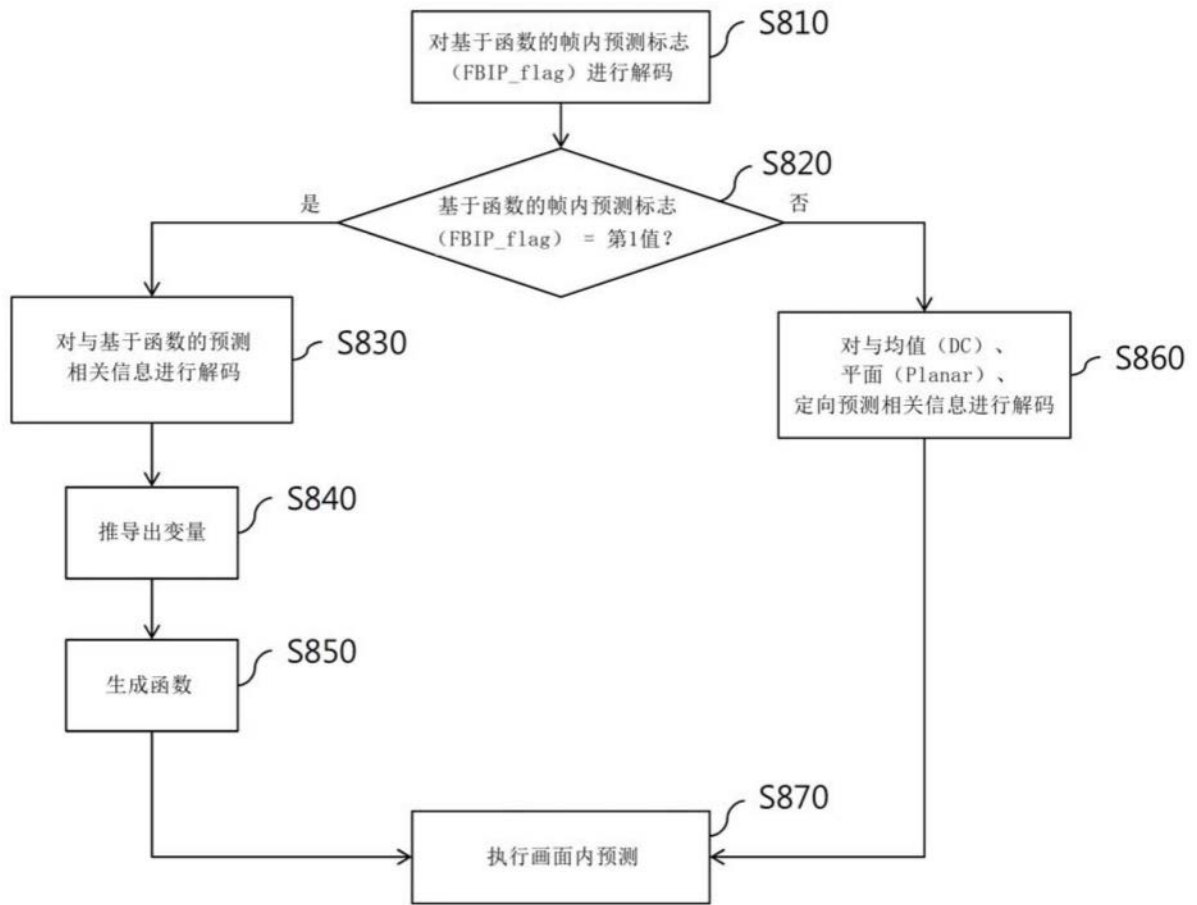 对基于函数的帧内预测标志
（FBIP_flag）进行解码
S810
S820
是
基于函数的帧内预测标志
（FBIP_flag） = 第1值?
否
对与基于函数的预测
相关信息进行解码
S830
对与均值（DC）、
平面（Planar）、
定向预测相关信息进行解码
S860
推导出变量
S840
生成函数
S850
执行画面内预测
S870